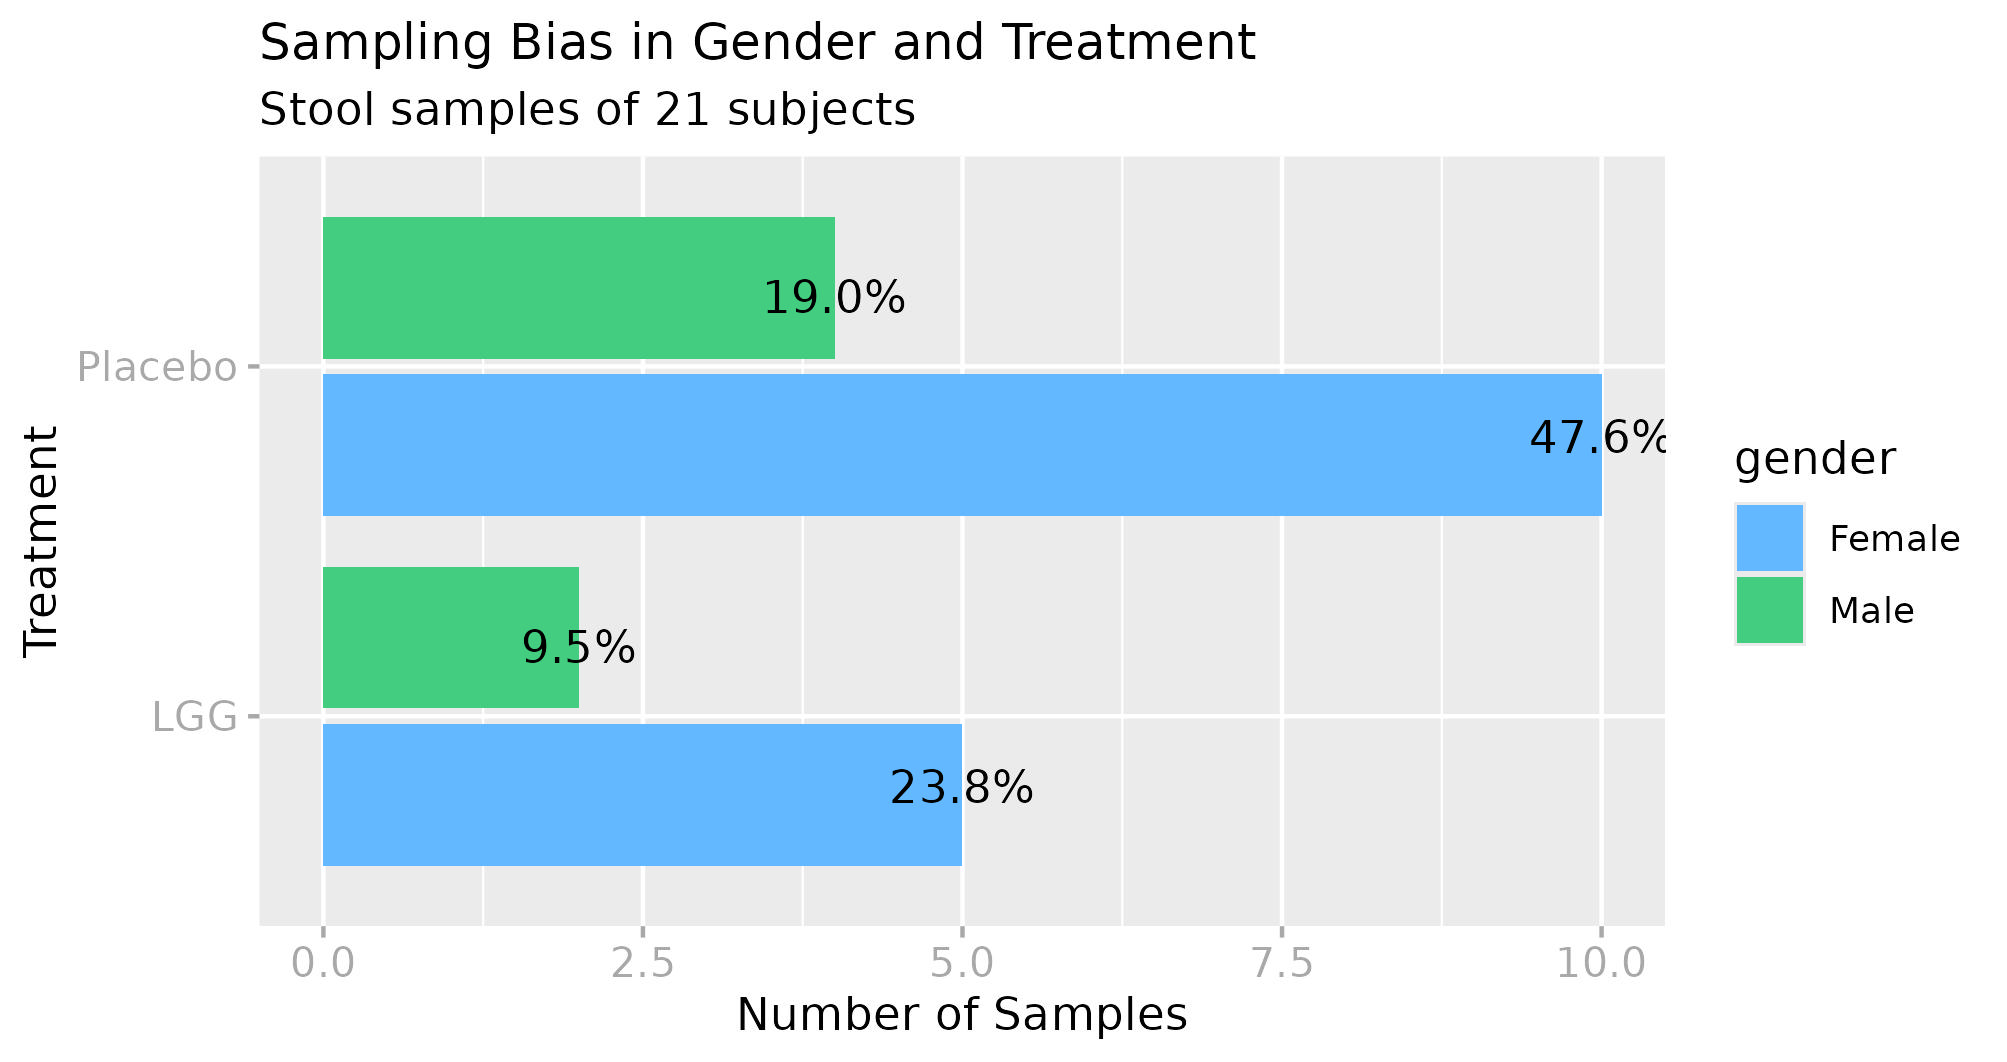 Sampling Bias in Gender and Treatment
Stool samples of 21 subjects
Treatment
Placebo
LGG
19.0%
47.6%
9.5%
23.8%
0.0 2.5 5.0 7.5 10.0
Number of Samples
gender
Female
Male